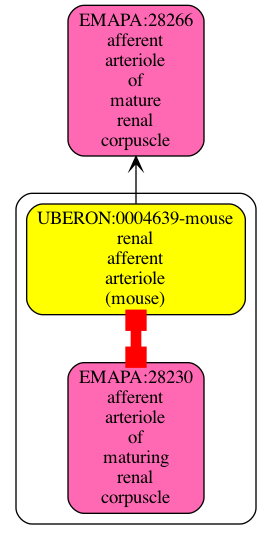 EMAPA:28266
afferent
arteriole
of
mature
renal
corpuscle
UBERON:0004639-mouse
renal
afferent
arteriole
(mouse)
EMAPA:28230
afferent
arteriole
of
maturing
renal
corpuscle